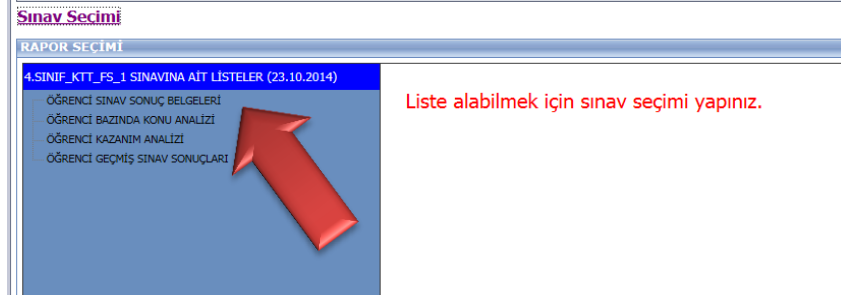 Sınav Secimi
RAPOR SEÇİMİ
4.SINIF_KTT_FS_1 SINAVINA AİT LİSTELER (23.10.2014)
ÖĞRENCİ SINAV SONUÇ BELGELERİ
ÖĞRENCİ BAZINDA KONU ANALİZİ
ÖĞRENCİ KAZANIM ANALİZİ
ÖĞRENCİ GEÇMİŞ SINAV SONUÇLARI
Liste alabilmek için sınav seçimi yapınız.